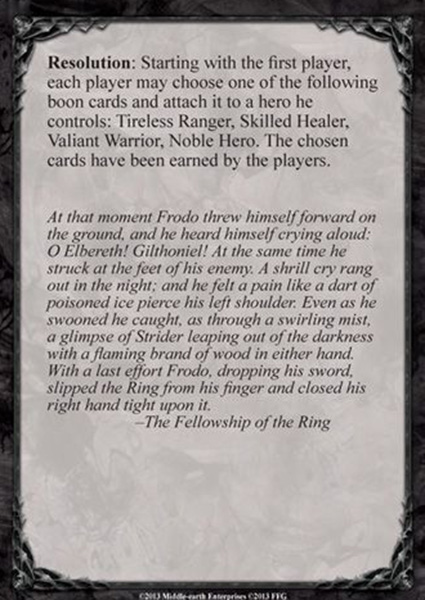 Resolution: Starting with the first player,
each player may choose one of the following
boon cards and attach it to a hero he
controls: Tireless Ranger, Skilled Healer,
Valiant Warrior, Noble Hero. The chosen
cards have been earned by the players.
At that moment Frodo threw himself forward on
the ground, and he heard himself crying aloud:
O Elbereth! Gilthoniel! At the same time he
struck at the feet of his enemy. A shrill cry rang
out in the night; and he felt a pain like a dart of
poisoned ice pierce his left shoulder. Even as he
swooned he caught, as through a swirling mist,
a glimpse of Strider leaping out of the darkness
with a flaming brand of wood in either hand.
With a last effort Frodo, dropping his sword,
slipped the Ring from his finger and closed his
right hand tight upon it.
–The Fellowship of the Ring
©2013 Middle-earth Enterprises ©2013 FFG